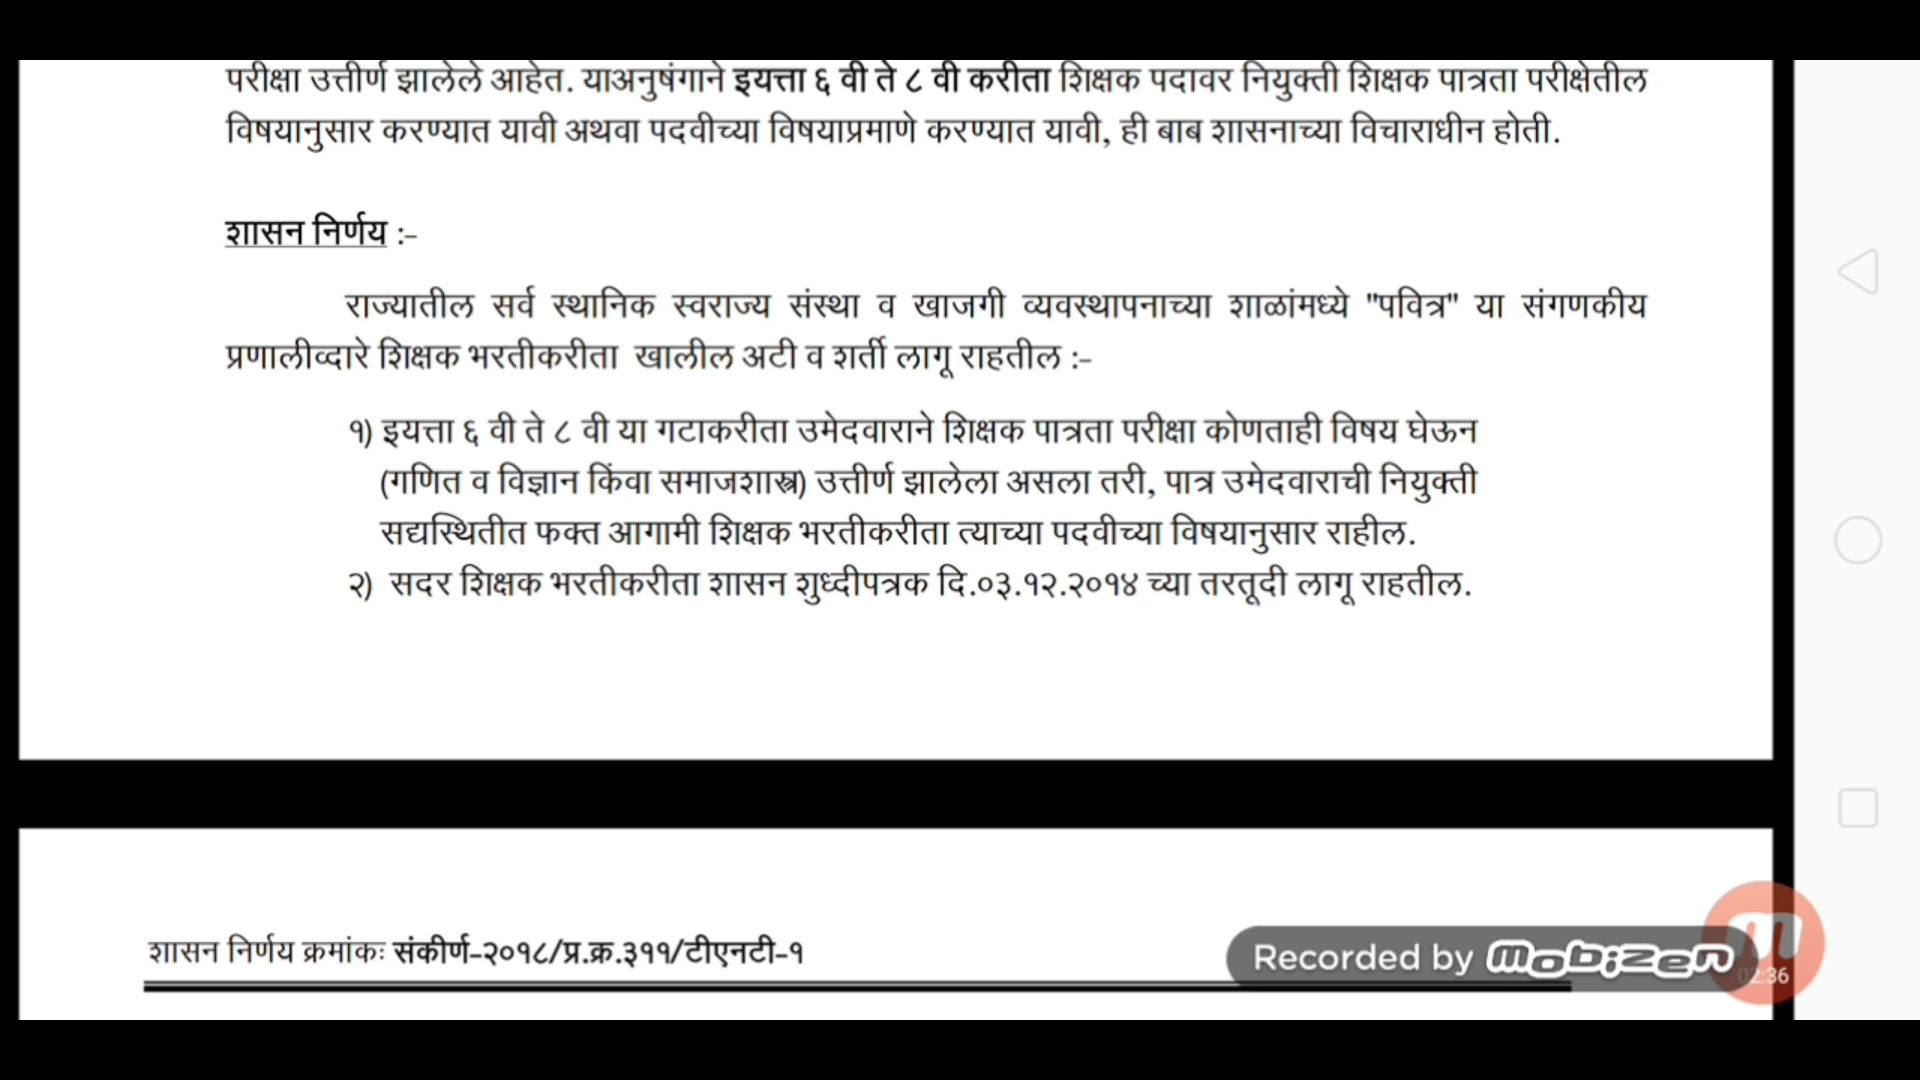 परीक्षा उत्तीर्ण झालेले आहेत. याअनुषंगाने इयत्ता ६ वी ते ८ वी करीता शिक्षक पदावर नियुक्ती शिक्षक पात्रता परीक्षेतील
विषयानुसार करण्यात यावी अथवा पदवीच्या विषयाप्रमाणे करण्यात यावी, ही बाब शासनाच्या विचाराधीन होती.
शासन निर्णय :-
राज्यातील सर्व स्थानिक स्वराज्य संस्था व खाजगी व्यवस्थापनाच्या शाळांमध्ये "पवित्र" या संगणकीय
प्रणालीव्दारे शिक्षक भरतीकरीता खालील अटी व शर्ती लागू राहतील :-
१) इयत्ता ६ वी ते ८ वी या गटाकरीता उमेदवाराने शिक्षक पात्रता परीक्षा कोणताही विषय घेऊन
(गणित व विज्ञान किंवा समाजशास्त्र) उत्तीर्ण झालेला असला तरी, पात्र उमेदवाराची नियुक्ती
सद्यस्थितीत फक्त आगामी शिक्षक भरतीकरीता त्याच्या पदवीच्या विषयानुसार राहील.
२) सदर शिक्षक भरतीकरीता शासन शुध्दीपत्रक दि.०३.१२.२०१४ च्या तरतूदी लागू राहतील.
शासन निर्णय क्रमांकः संकीर्ण-२०१८/प्र.क्र.३११/टीएनटी-१
Recorded by mobizen
02:36